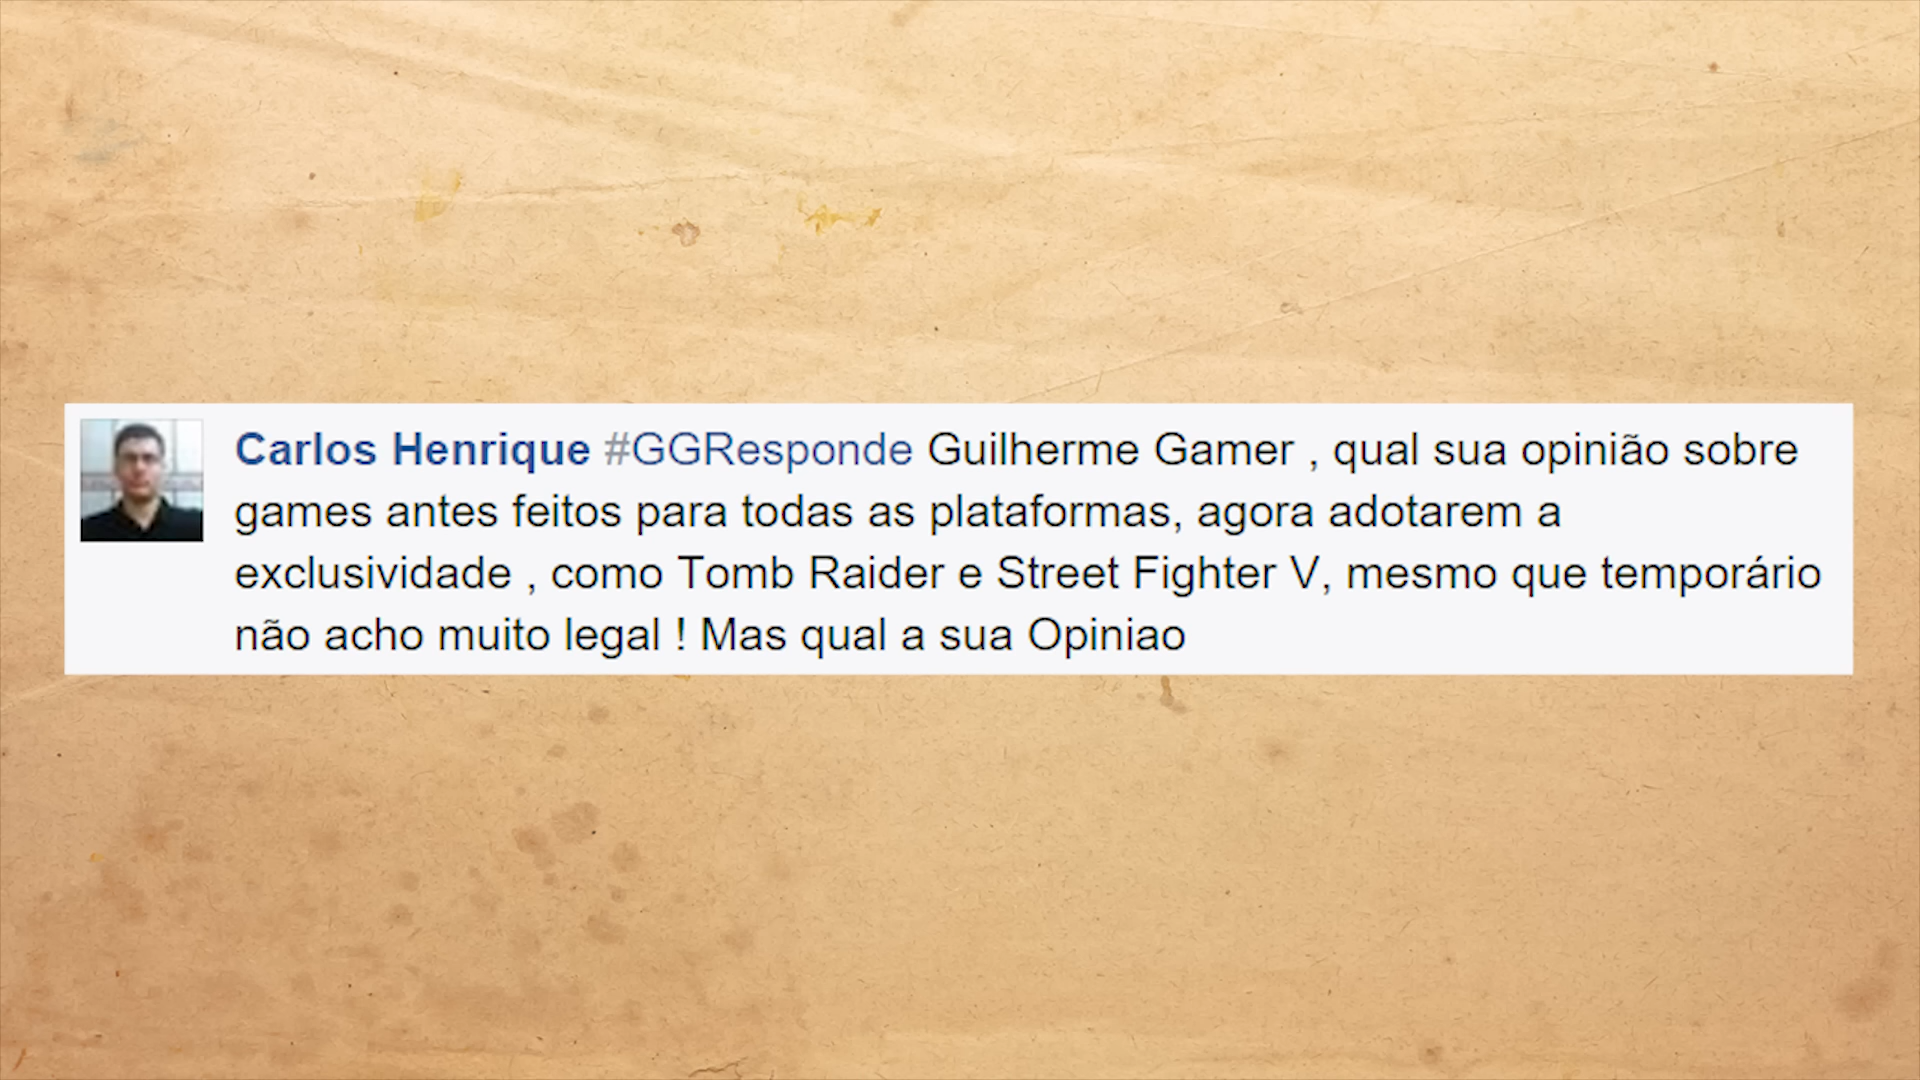 Carlos Henrique #GGResponde Guilherme Gamer , qual sua opinião sobre
games antes feitos para todas as plataformas, agora adotarem a
exclusividade , como Tomb Raider e Street Fighter V, mesmo que temporário
não acho muito legal ! Mas qual a sua Opiniao